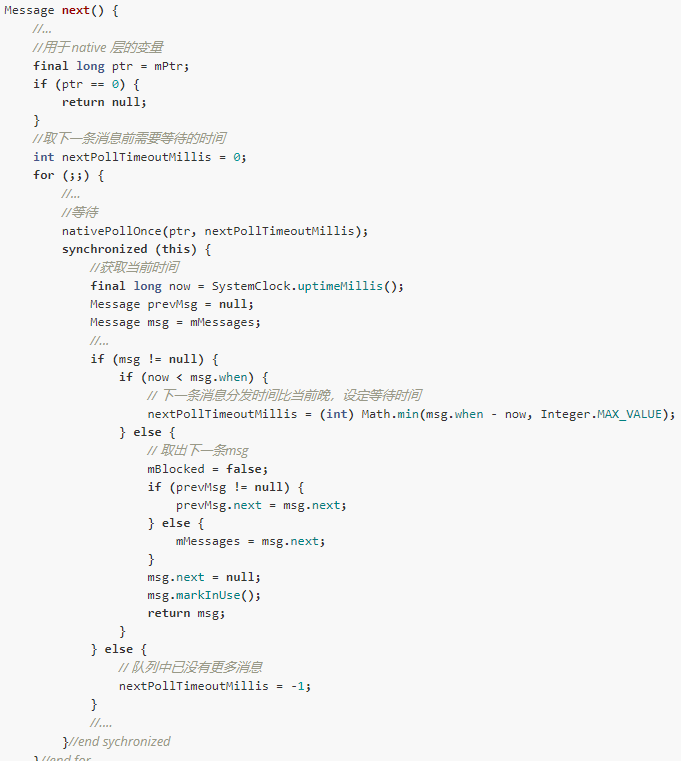 Message next() {
//...
//用于 native 层的变量
final long ptr = mPtr;
if (ptr == 0) {
return null;
}
//取下一条消息前需要等待的时间
int nextPollTimeoutMillis = 0;
for (;;) {
//...
//等待
nativePollOnce(ptr, nextPollTimeoutMillis);
synchronized (this) {
//获取当前时间
final long now = SystemClock.uptimeMillis();
Message prevMsg = null;
Message msg = mMessages;
//...
if (msg != null) {
if (now < msg.when) {
// 下一条消息分发时间比当前晚，设定等待时间
nextPollTimeoutMillis = (int) Math.min(msg.when - now, Integer.MAX_VALUE);
} else {
// 取出下一条msg
mBlocked = false;
if (prevMsg != null) {
prevMsg.next = msg.next;
} else {
mMessages = msg.next;
}
msg.next = null;
msg.markInUse();
return msg;
}
} else {
// 队列中已没有更多消息
nextPollTimeoutMillis = -1;
}
//....
}//end sychronized
}//end for